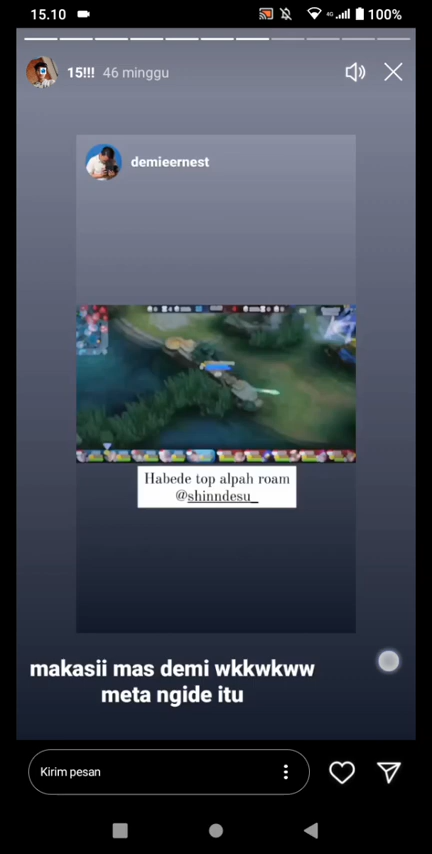 15.10
4G
100%
15!!! 46 minggu
demieernest
Habede top alpah roam
@shinndesu_
makasii mas demi wkkwkww
meta ngide itu
Kirim pesan